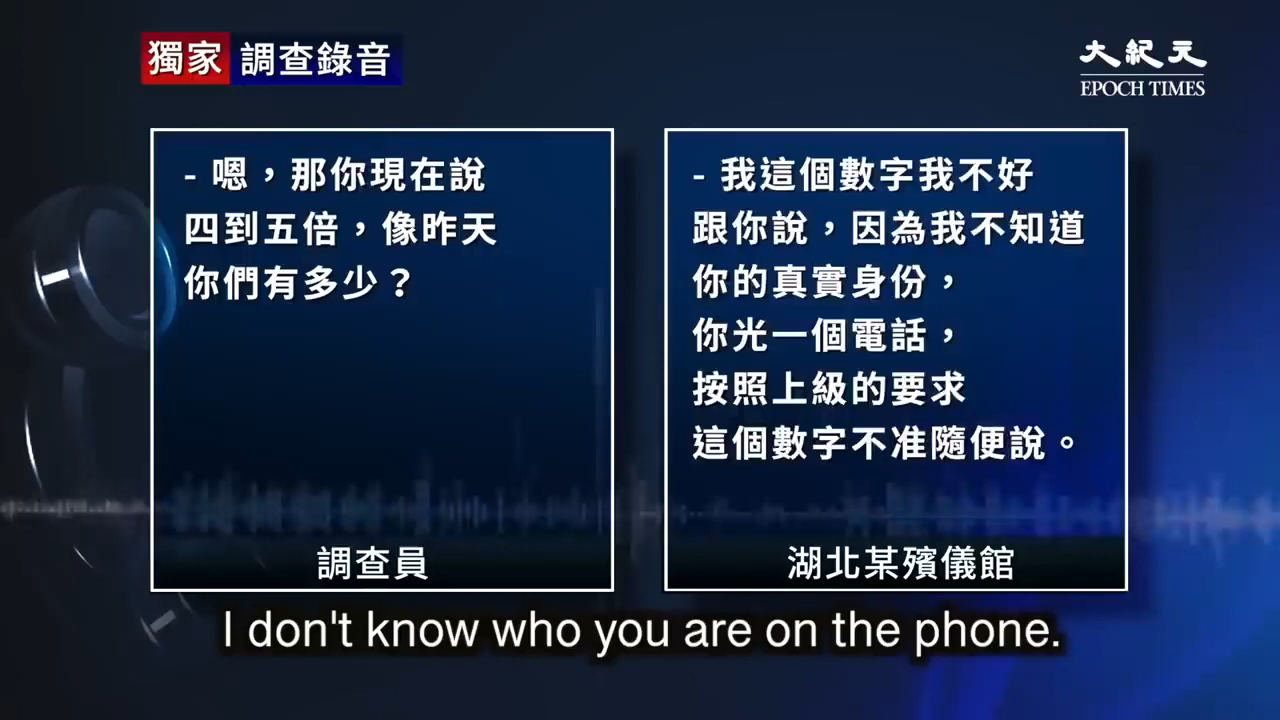 獨家 調查錄音
大紀元
EPOCH TIMES
- 嗯，那你現在說
四到五倍，像昨天
你們有多少？
調查員
- 我這個數字我不好
跟你說，因為我不知道
你的真實身份，
你光一個電話，
按照上級的要求
這個數字不准隨便說。
湖北某殯儀館
I don't know who you are on the phone.